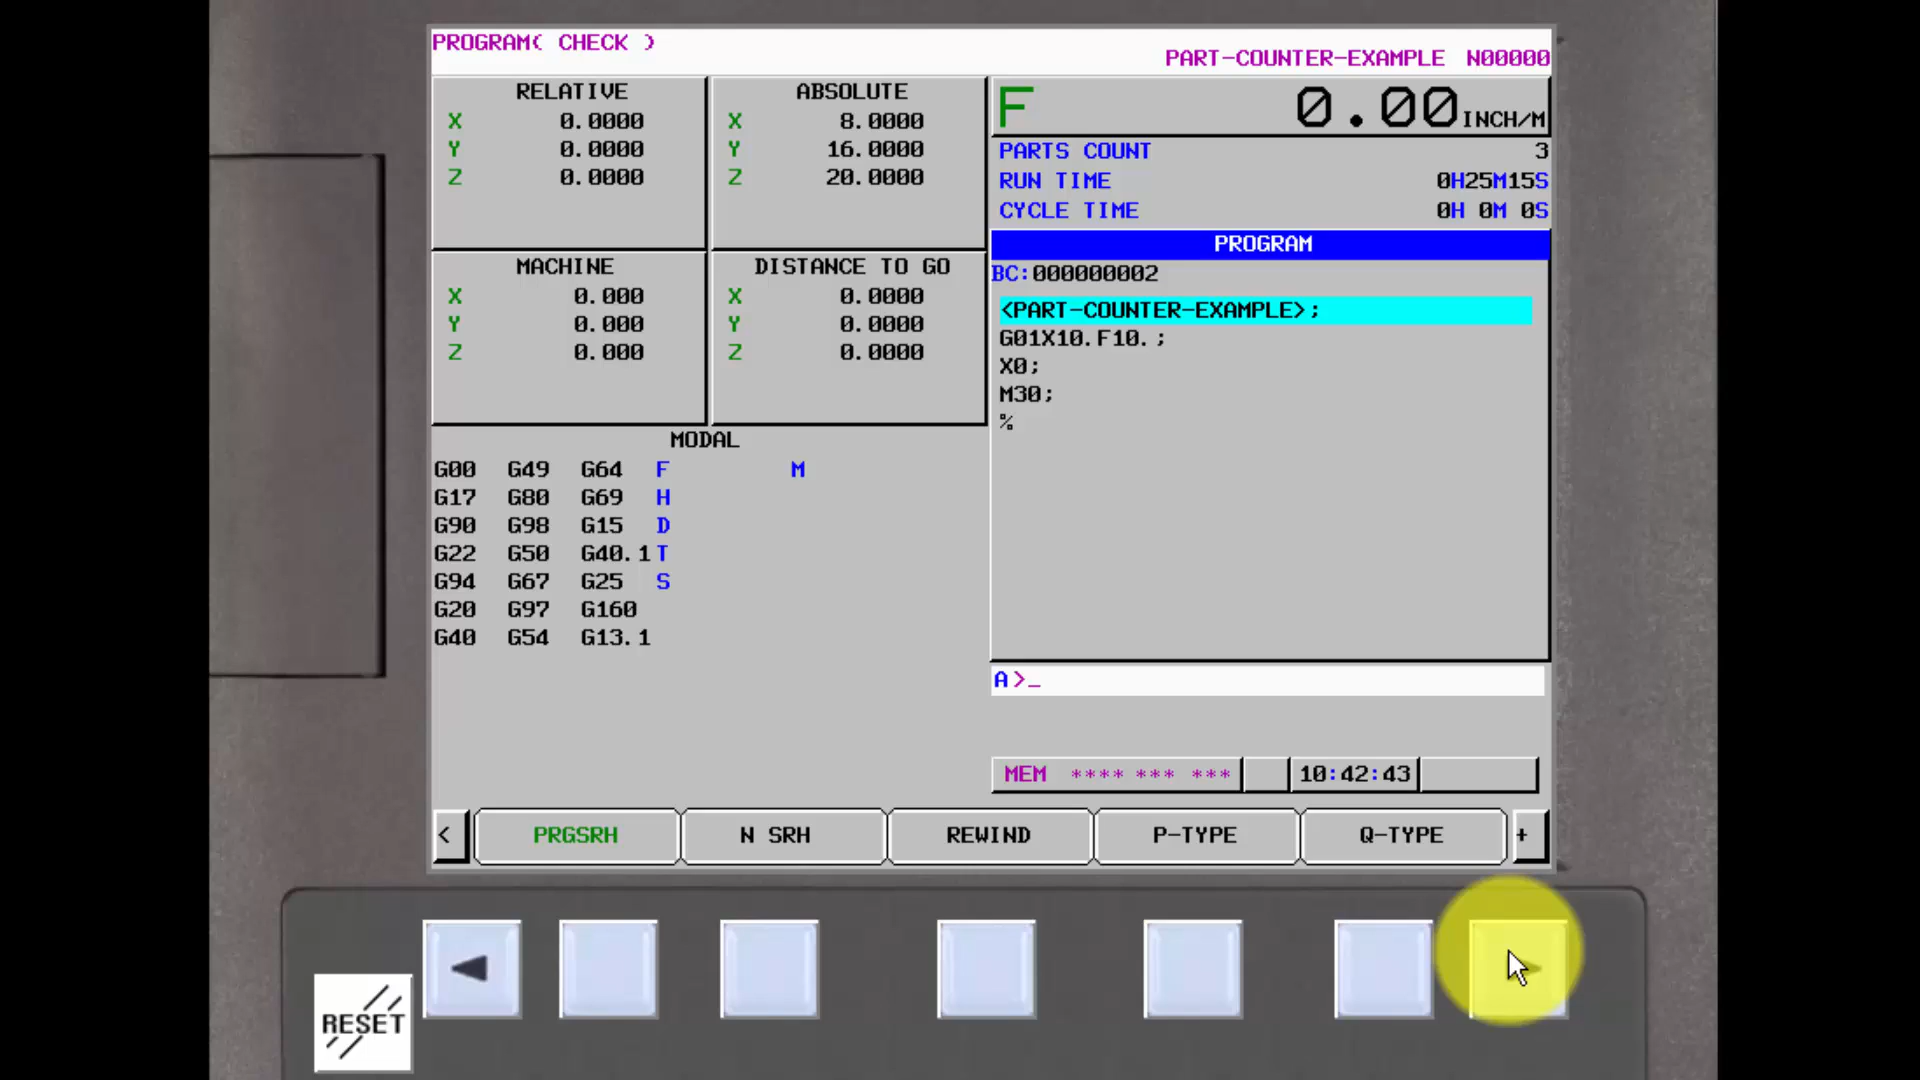 PROGRAM( CHECK )
PART-COUNTER-EXAMPLE N00000
RELATIVE
X 0.0000
Y 0.0000
Z 0.0000
ABSOLUTE
X 8.0000
Y 16.0000
Z 20.0000
MACHINE
X 0.000
Y 0.000
Z 0.000
DISTANCE TO GO
X 0.0000
Y 0.0000
Z 0.0000
MODAL
G00 G49 G64 F M
G17 G80 G69 H
G90 G98 G15 D
G22 G50 G40.1 T
G94 G67 G25 S
G20 G97 G160
G40 G54 G13.1
F 0.00 INCH/M
PARTS COUNT 3
RUN TIME 0H25M15S
CYCLE TIME 0H 0M 0S
PROGRAM
BC:000000002
<PART-COUNTER-EXAMPLE>;
G01X10.F10.;
X0;
M30;
%
A>_
MEM **** *** *** 10:42:43
< PRGSRH N SRH REWIND P-TYPE Q-TYPE +
RESET